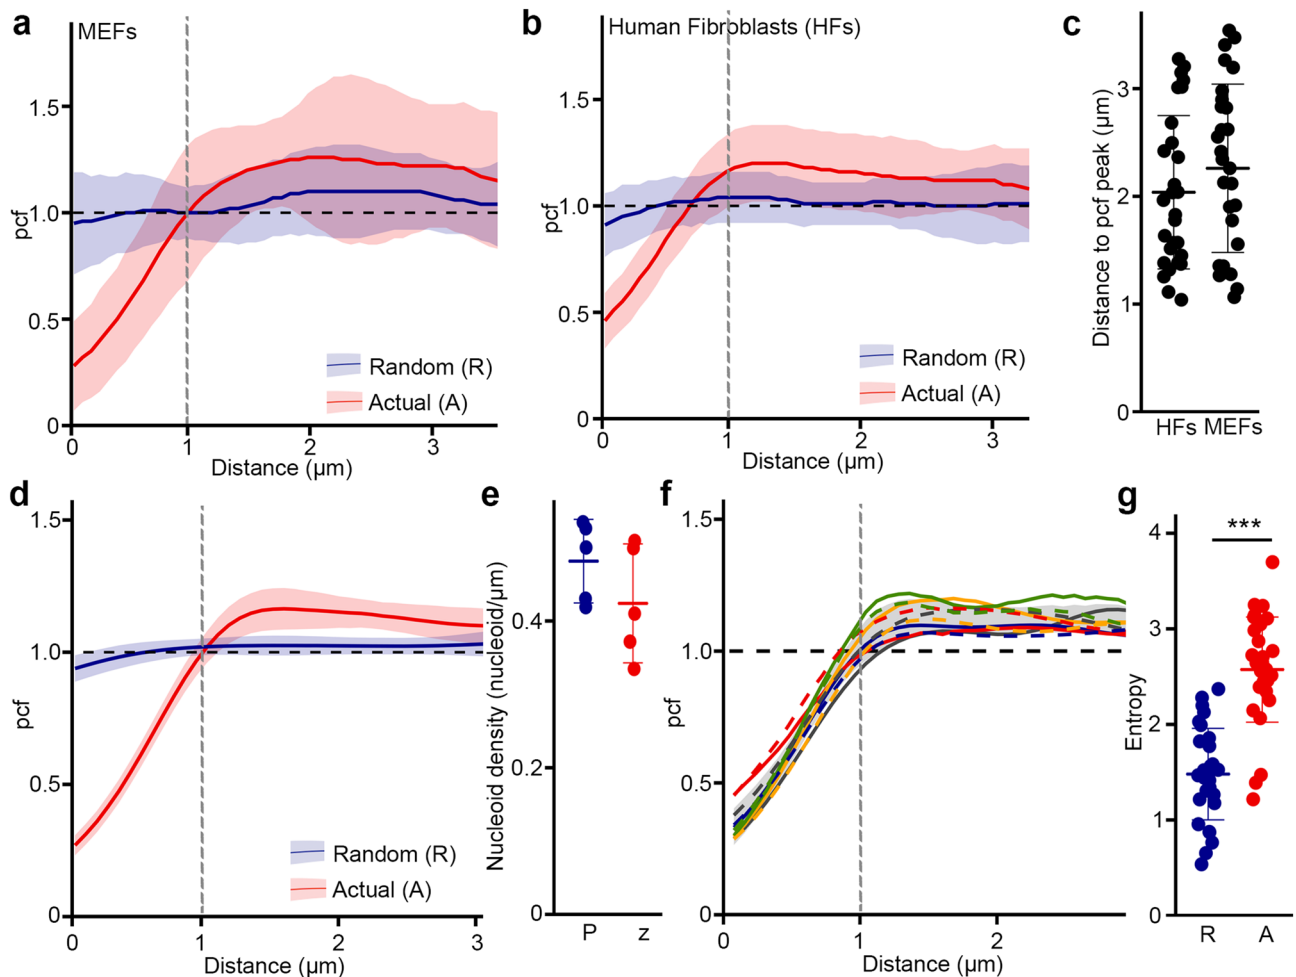 a
MEFs
1.5
1.0
0.5
0
pcf
0
1
2
3
Distance (µm)
Random (R)
Actual (A)
b
Human Fibroblasts (HFs)
1.5
1.0
0.5
0
pcf
0
1
2
3
Distance (µm)
Random (R)
Actual (A)
c
Distance to pcf peak (µm)
3
2
1
0
HFs
MEFs
d
1.5
1.0
0.5
0
pcf
0
1
2
3
Distance (µm)
Random (R)
Actual (A)
e
Nucleoid density (nucleoid/µm)
0.4
0.2
0
P
z
f
1.5
1.0
0.5
0
pcf
0
1
2
Distance (µm)
g
***
Entropy
4
3
2
1
0
R
A